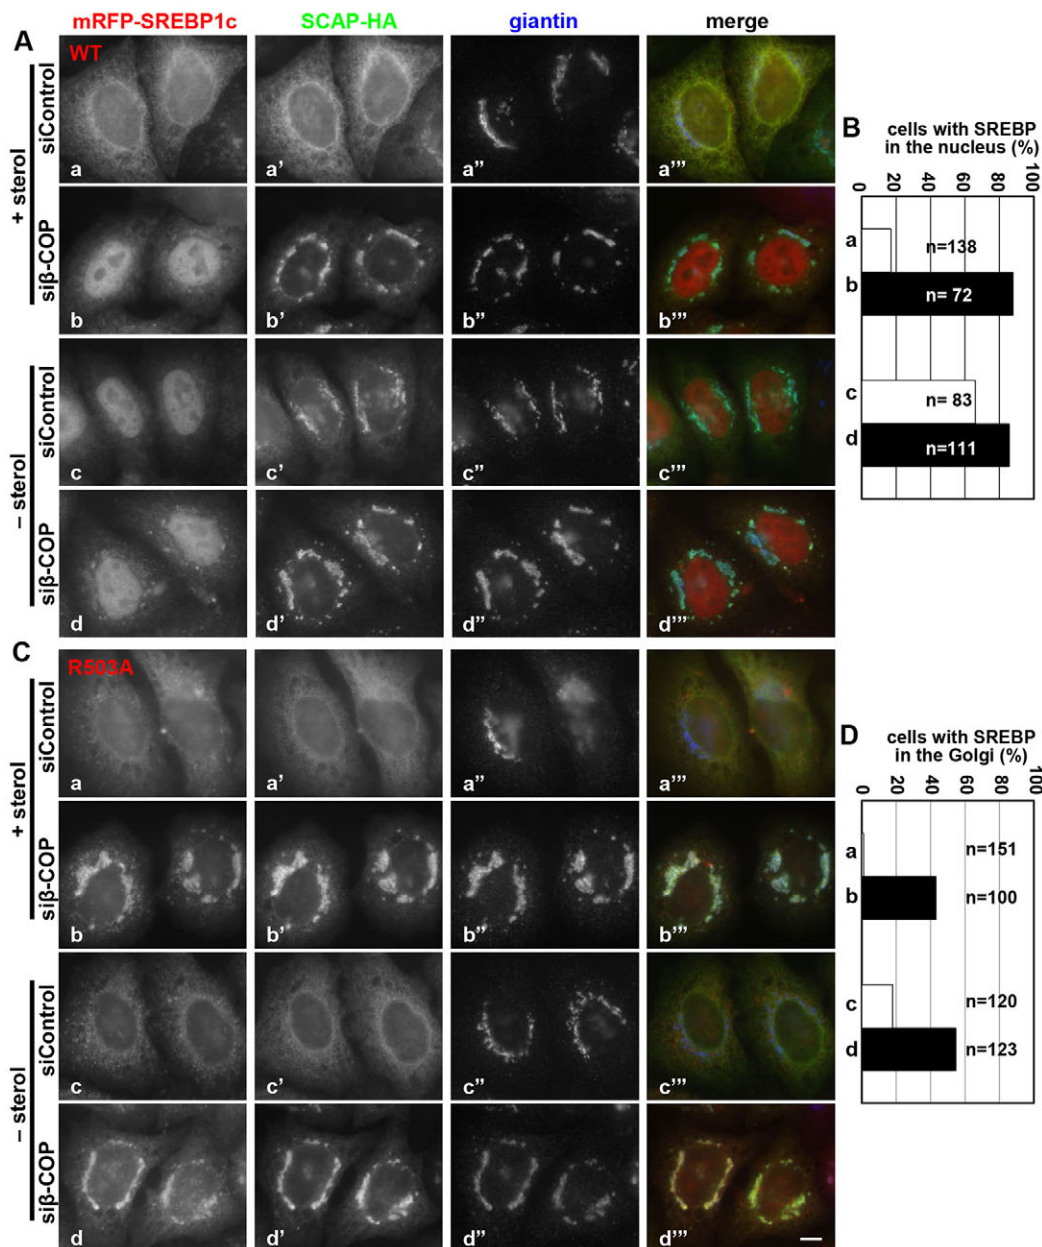 mRFP-SREBP1c SCAP-HA giantin merge
A
WT
+ sterol
siControl
a a' a'' a'''
siβ-COP
b b' b'' b'''
− sterol
siControl
c c' c'' c'''
siβ-COP
d d' d'' d'''
B
cells with SREBP
in the nucleus (%)
0 20 40 60 80 100
a n=138
b n= 72
c n= 83
d n=111
C
R503A
+ sterol
siControl
a a' a'' a'''
siβ-COP
b b' b'' b'''
− sterol
siControl
c c' c'' c'''
siβ-COP
d d' d'' d'''
D
cells with SREBP
in the Golgi (%)
0 20 40 60 80 100
a n=151
b n=100
c n=120
d n=123